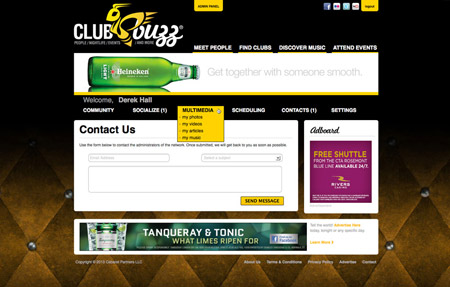 ADMIN PANEL
logout
CLUB Buzz
PEOPLE / NIGHTLIFE / EVENTS / AND MORE
MEET PEOPLE FIND CLUBS DISCOVER MUSIC ATTEND EVENTS
Heineken
Get together with someone smooth.
Welcome, Derek Hall
COMMUNITY SOCIALIZE (1) MULTIMEDIA SCHEDULING CONTACTS (1) SETTINGS
- my photos
- my videos
- my articles
- my music
Contact Us
Use the form below to contact the administrators of the network. Once submitted, we will get back to you as soon as possible.
Email Address
Select a subject
SEND MESSAGE
Adboard.
FREE SHUTTLE
FROM THE CTA ROSEMONT
BLUE LINE AVAILABLE 24/7.
RIVERS
CASINO
TANQUERAY & TONIC
WHAT LIMES RIPEN FOR
facebook
Tell the world! Advertise here
today, tonight or any specific day.
Learn More >
Copyright © 2010 Clubvibe Partners LLC.
About Us Terms & Conditions Privacy Policy Advertise Contact